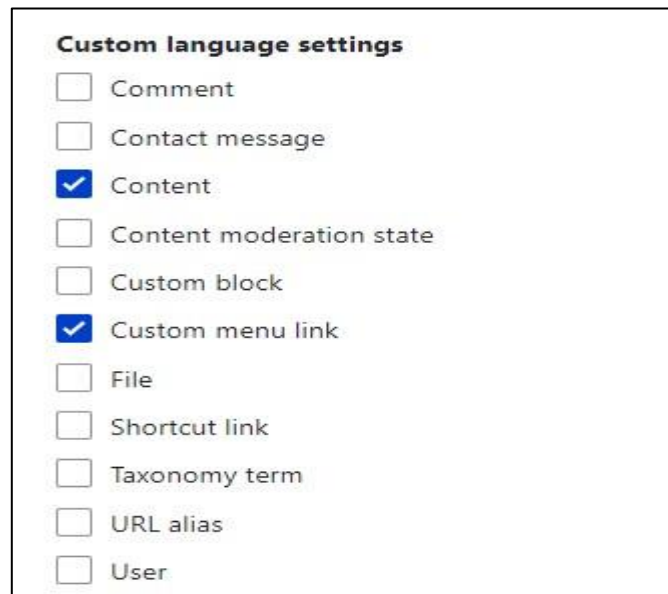 Custom language settings
Comment
Contact message
Content
Content moderation state
Custom block
Custom menu link
File
Shortcut link
Taxonomy term
URL alias
User